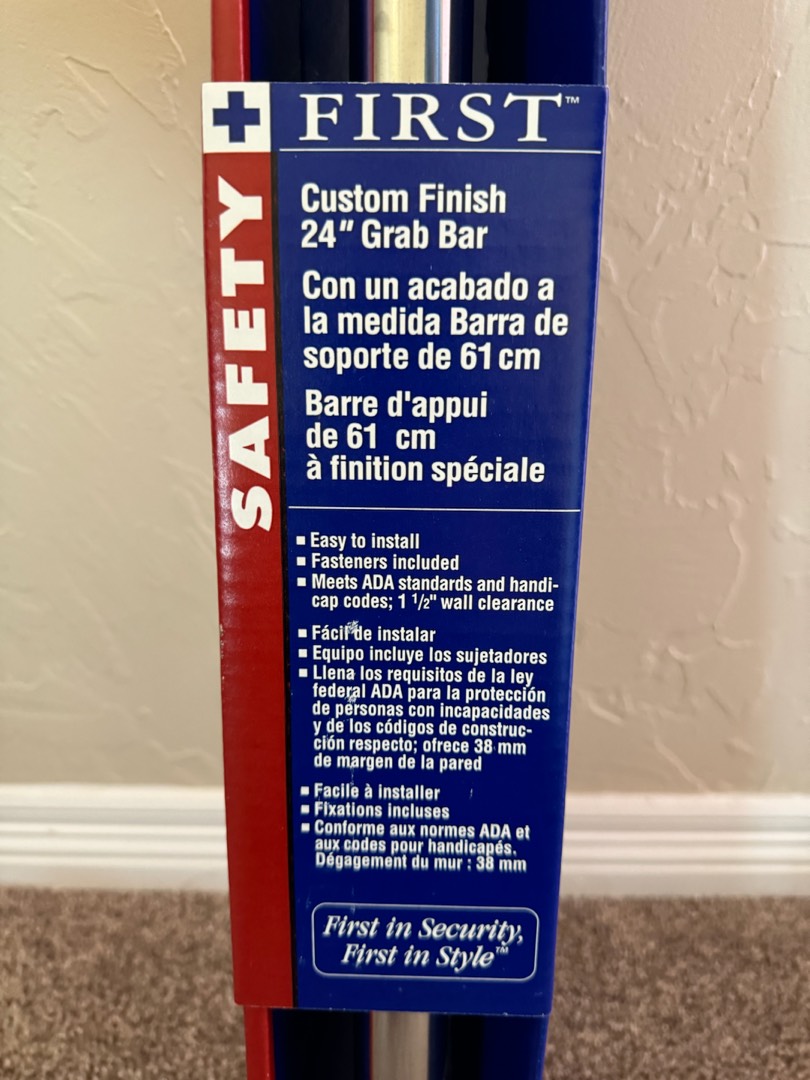 SAFETY
FIRST™
Custom Finish
24" Grab Bar
Con un acabado a
la medida Barra de
soporte de 61 cm
Barre d'appui
de 61 cm
à finition spéciale
▪ Easy to install
▪ Fasteners included
▪ Meets ADA standards and handi-
cap codes; 1 1/2" wall clearance
▪ Fácil de instalar
▪ Equipo incluye los sujetadores
▪ Llena los requisitos de la ley
federal ADA para la protección
de personas con incapacidades
y de los códigos de construc-
ción respecto; ofrece 38 mm
de margen de la pared
▪ Facile à installer
▪ Fixations incluses
▪ Conforme aux normes ADA et
aux codes pour handicapés.
Dégagement du mur : 38 mm
First in Security,
First in Style™